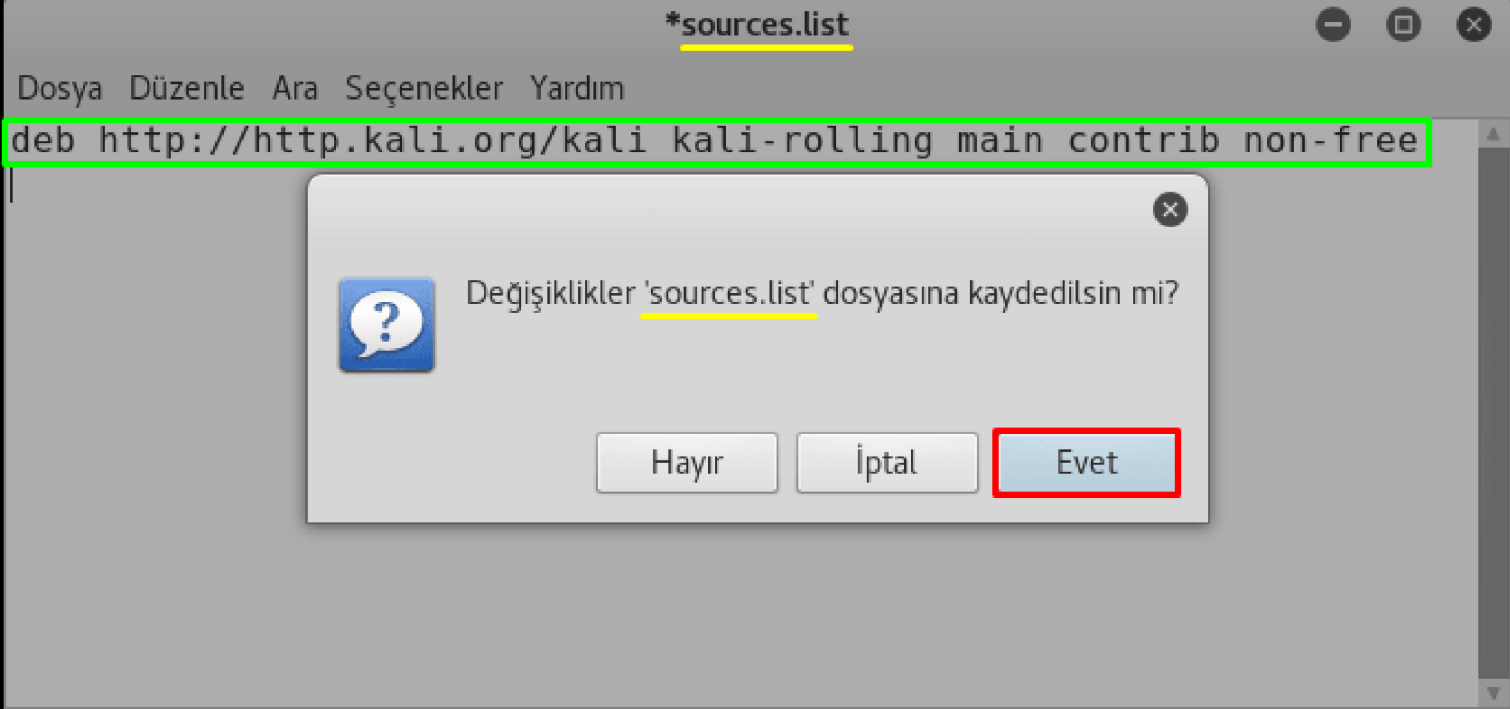 *sources.list
Dosya Düzenle Ara Seçenekler Yardım
deb http://http.kali.org/kali kali-rolling main contrib non-free
Değişiklikler 'sources.list' dosyasına kaydedilsin mi?
?
Hayır İptal Evet